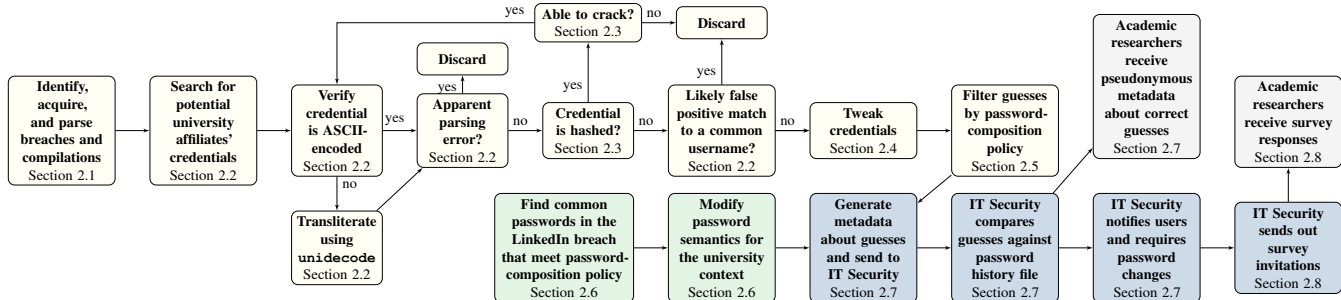 yes
Able to crack?
Section 2.3
no
Discard
Academic
researchers
receive
pseudonymous
metadata
about correct
guesses
Section 2.7
Discard
yes
yes
yes
Identify,
acquire,
and parse
breaches and
compilations
Section 2.1
Search for
potential
university
affiliates’
credentials
Section 2.2
Verify
credential
is ASCII-
encoded
Section 2.2
yes
Apparent
parsing
error?
Section 2.2
no
Credential
is hashed?
Section 2.3
no
Likely false
positive match
to a common
username?
Section 2.2
no
Tweak
credentials
Section 2.4
Filter guesses
by password-
composition
policy
Section 2.5
Academic
researchers
receive survey
responses
Section 2.8
no
Transliterate
using
unidecode
Section 2.2
Find common
passwords in the
LinkedIn breach
that meet password-
composition policy
Section 2.6
Modify
password
semantics for
the university
context
Section 2.6
Generate
metadata
about guesses
and send to
IT Security
Section 2.7
IT Security
compares
guesses against
password
history file
Section 2.7
IT Security
notifies users
and requires
password
changes
Section 2.7
IT Security
sends out
survey
invitations
Section 2.8